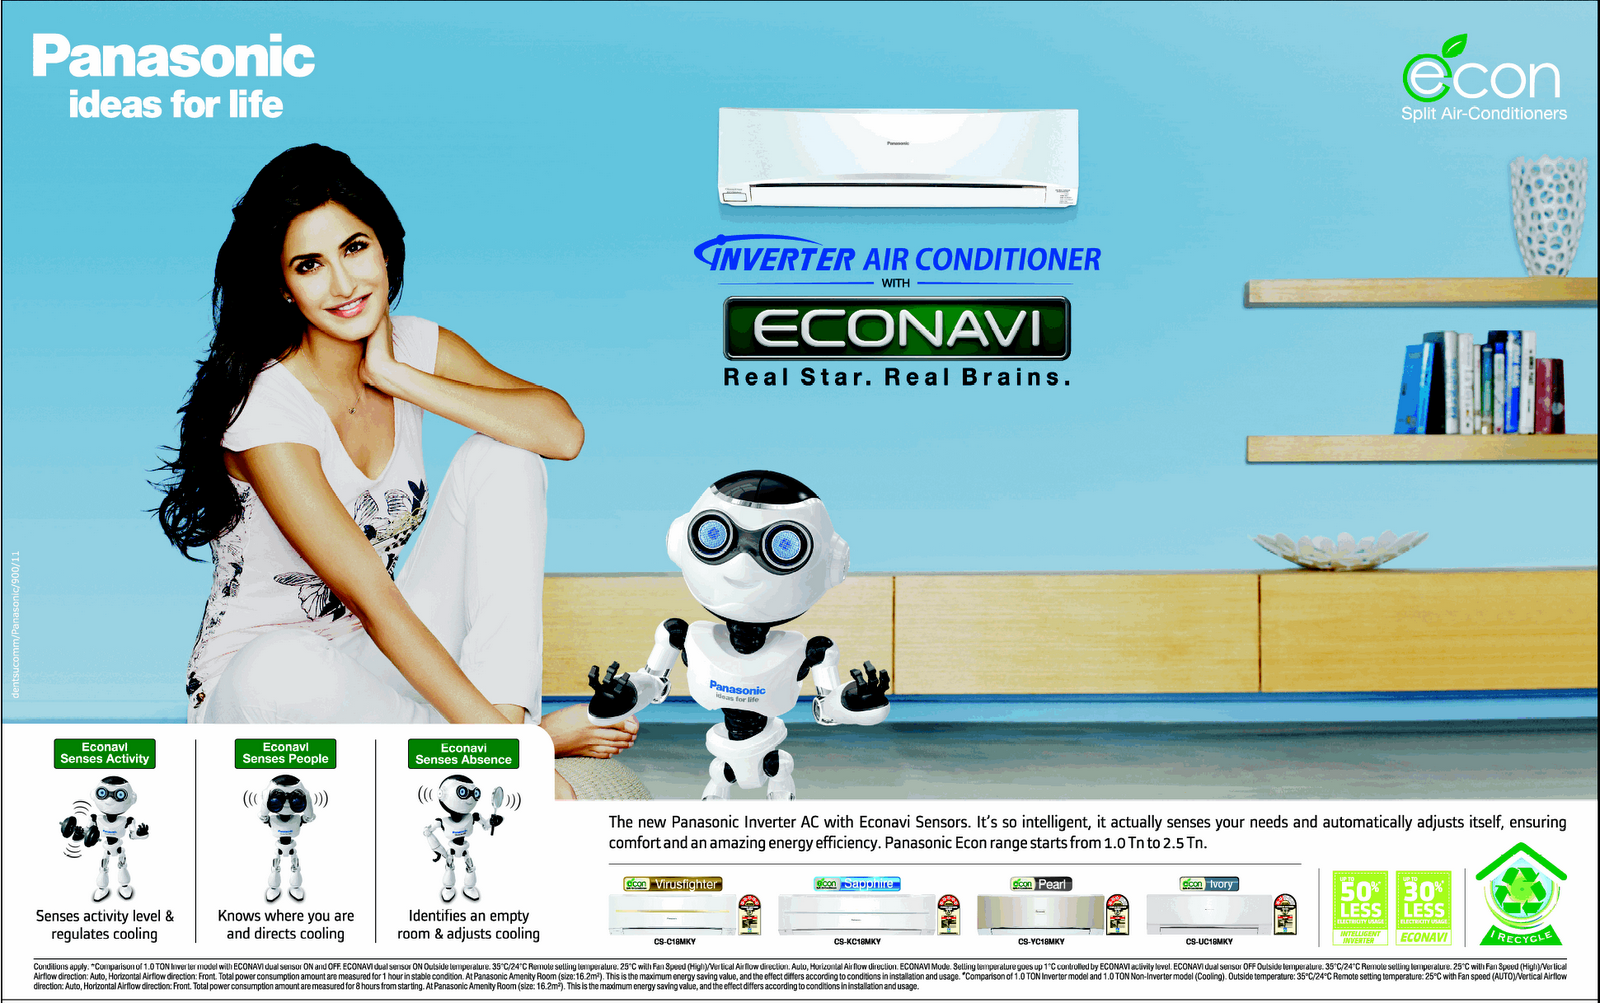 Panasonic
ideas for life
econ
Split Air-Conditioners
Panasonic
INVERTER AIR CONDITIONER
WITH
ECONAVI
Real Star. Real Brains.
Panasonic
ideas for life
dentsucomm/Panasonic/900/11
Econavi
Senses Activity
Senses activity level &
regulates cooling
Econavi
Senses People
Knows where you are
and directs cooling
Econavi
Senses Absence
Identifies an empty
room & adjusts cooling
The new Panasonic Inverter AC with Econavi Sensors. It's so intelligent, it actually senses your needs and automatically adjusts itself, ensuring
comfort and an amazing energy efficiency. Panasonic Econ range starts from 1.0 Tn to 2.5 Tn.
econ Virusfighter
CS-C18MKY
econ Sapphire
CS-KC18MKY
econ Pearl
CS-YC18MKY
econ Ivory
CS-UC18MKY
UP TO
50%*
LESS
ELECTRICITY USAGE
INTELLIGENT
INVERTER
UP TO
30%*
LESS
ELECTRICITY USAGE
ECONAVI
I RECYCLE
Conditions apply. *Comparison of 1.0 TON Inverter model with ECONAVI dual sensor ON and OFF. ECONAVI dual sensor ON Outside temperature: 35°C/24°C Remote setting temperature: 25°C with Fan Speed (High)/Vertical Airflow direction: Auto, Horizontal Airflow direction: Front. ECONAVI Mode. Setting temperature goes up 1°C controlled by ECONAVI activity level. ECONAVI dual sensor OFF Outside temperature: 35°C/24°C Remote setting temperature: 25°C with Fan Speed (High)/Vertical
Airflow direction: Auto, Horizontal Airflow direction: Front. Total power consumption amount are measured for 1 hour in stable condition. At Panasonic Amenity Room (size:16.2m²). This is the maximum energy saving value, and the effect differs according to conditions in installation and usage. *Comparison of 1.0 TON Inverter model and 1.0 TON Non-Inverter model (Cooling). Outside temperature: 35°C/24°C Remote setting temperature: 25°C with Fan speed (AUTO)/Vertical Airflow
direction: Auto, Horizontal Airflow direction: Front. Total power consumption amount are measured for 8 hours from starting. At Panasonic Amenity Room (size: 16.2m²). This is the maximum energy saving value, and the effect differs according to conditions in installation and usage.